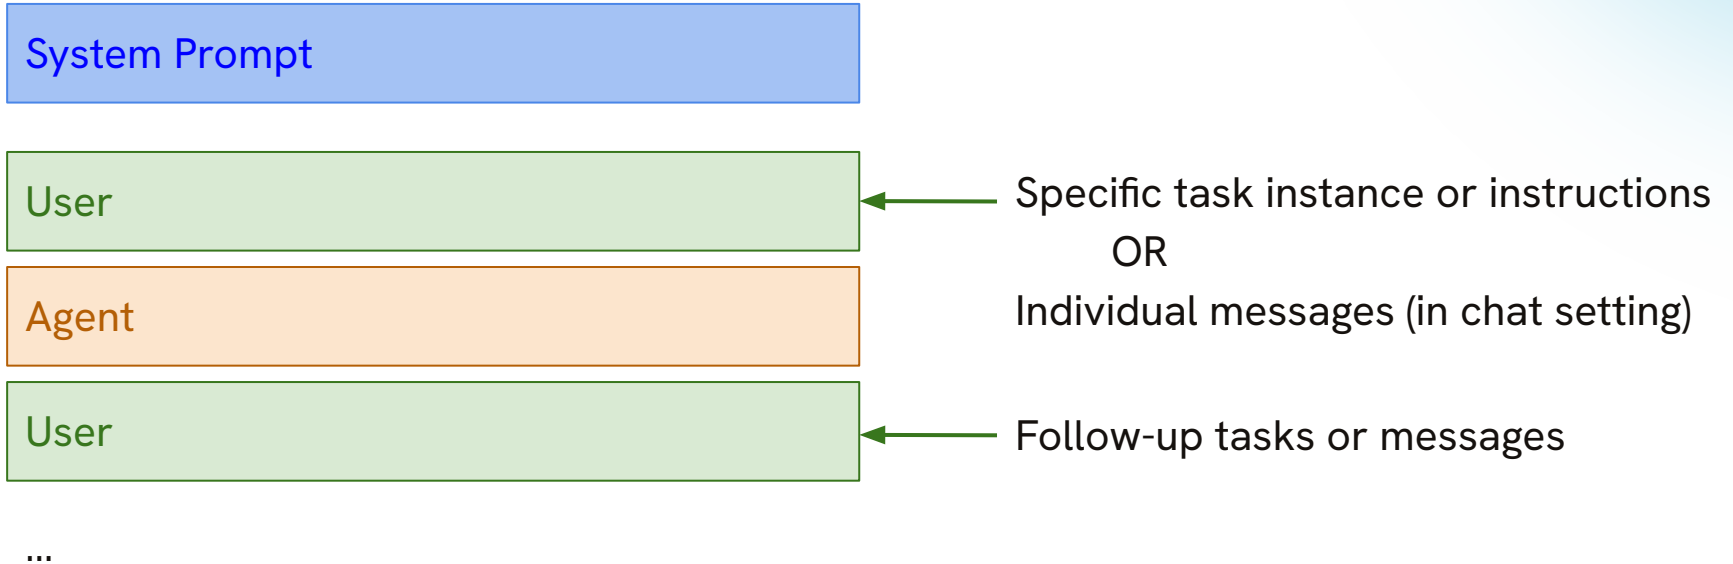 System Prompt
User
Specific task instance or instructions
OR
Agent
Individual messages (in chat setting)
User
Follow-up tasks or messages
...